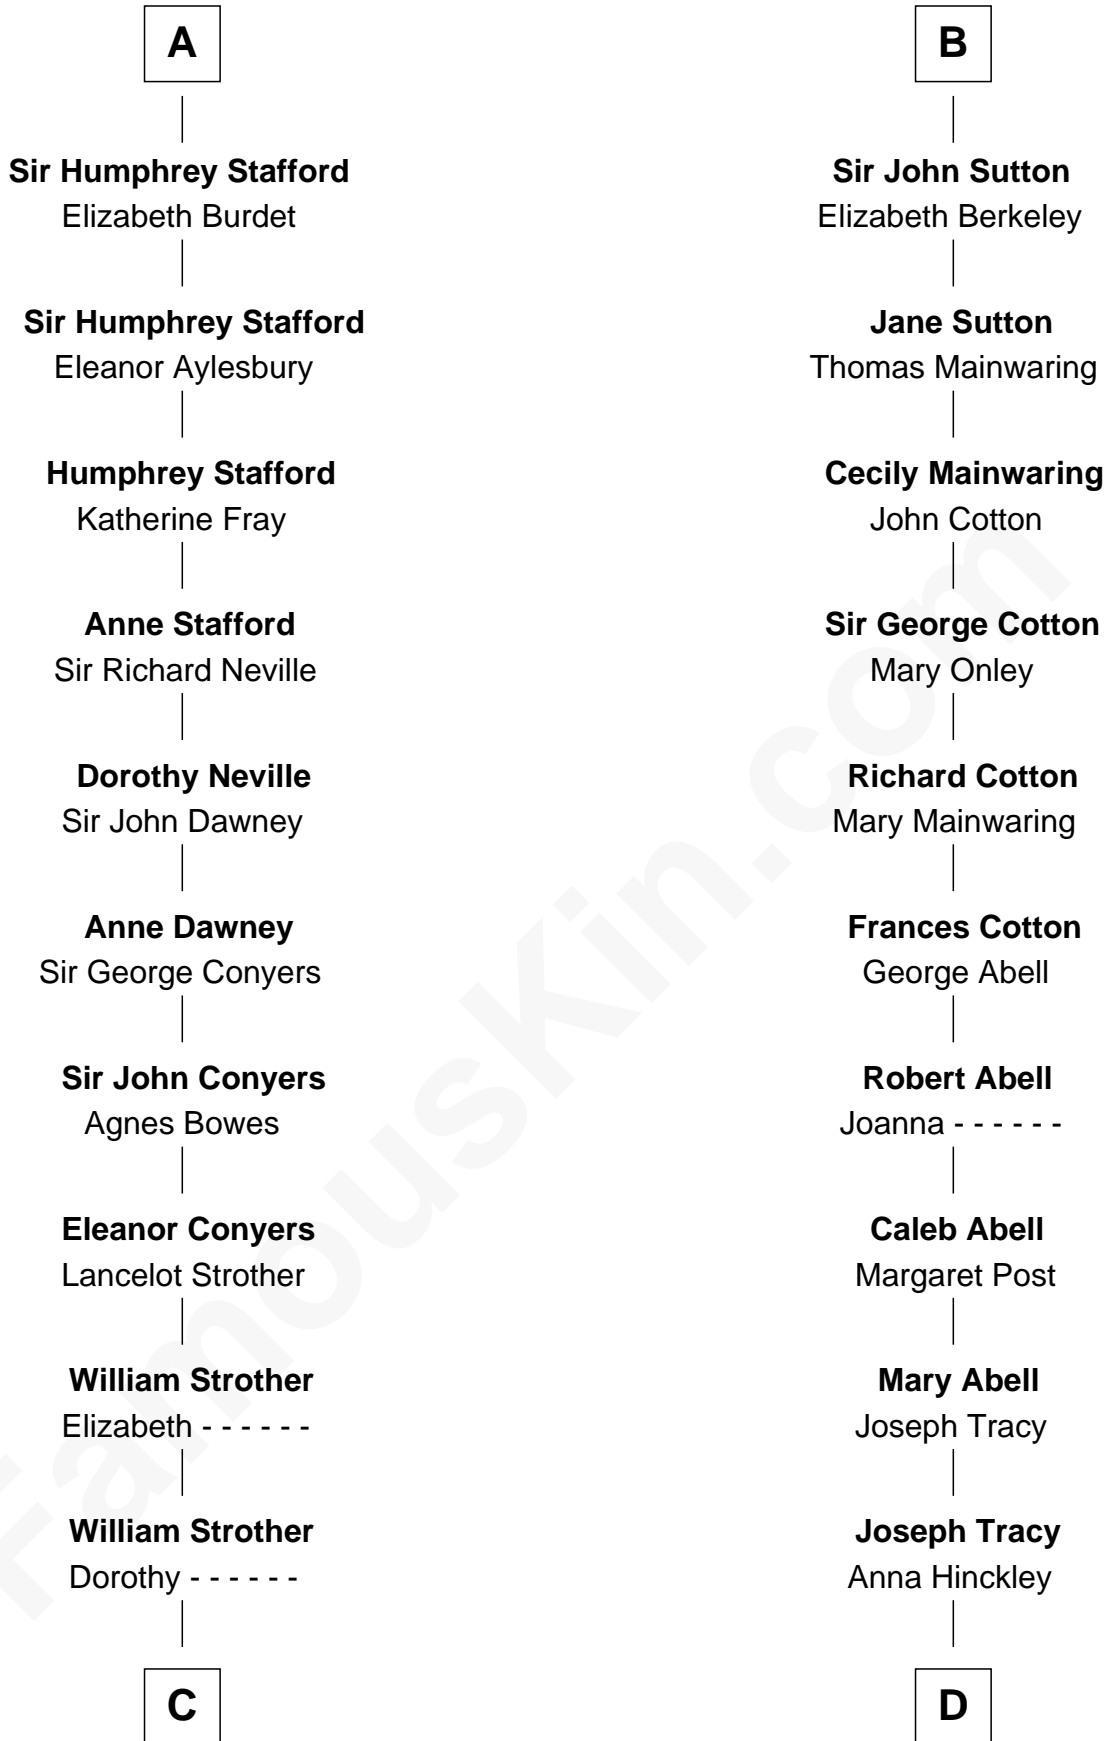 A
Sir Humphrey Stafford
Elizabeth Burdet
Sir Humphrey Stafford
Eleanor Aylesbury
Humphrey Stafford
Katherine Fray
Anne Stafford
Sir Richard Neville
Dorothy Neville
Sir John Dawney
Anne Dawney
Sir George Conyers
Sir John Conyers
Agnes Bowes
Eleanor Conyers
Lancelot Strother
William Strother
Elizabeth - - - - - -
William Strother
Dorothy - - - - - -
C
B
Sir John Sutton
Elizabeth Berkeley
Jane Sutton
Thomas Mainwaring
Cecily Mainwaring
John Cotton
Sir George Cotton
Mary Onley
Richard Cotton
Mary Mainwaring
Frances Cotton
George Abell
Robert Abell
Joanna - - - - - -
Caleb Abell
Margaret Post
Mary Abell
Joseph Tracy
Joseph Tracy
Anna Hinckley
D
FamousKin.com